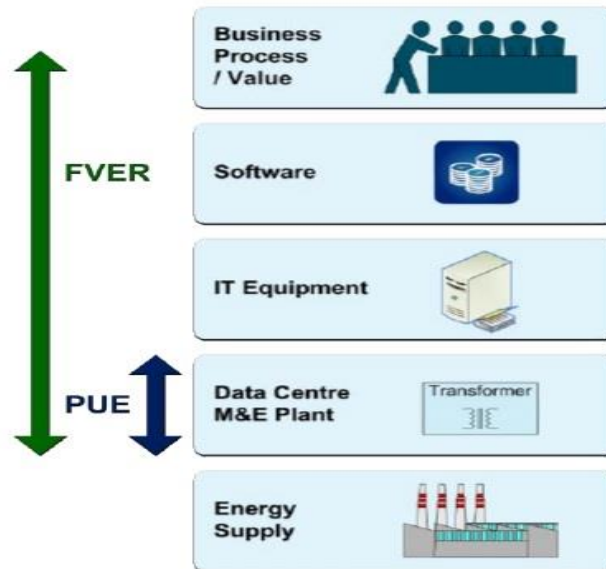 Business
Process
/ Value
FVER
Software
IT Equipment
PUE
Data Centre
M&E Plant
Transformer
Energy
Supply